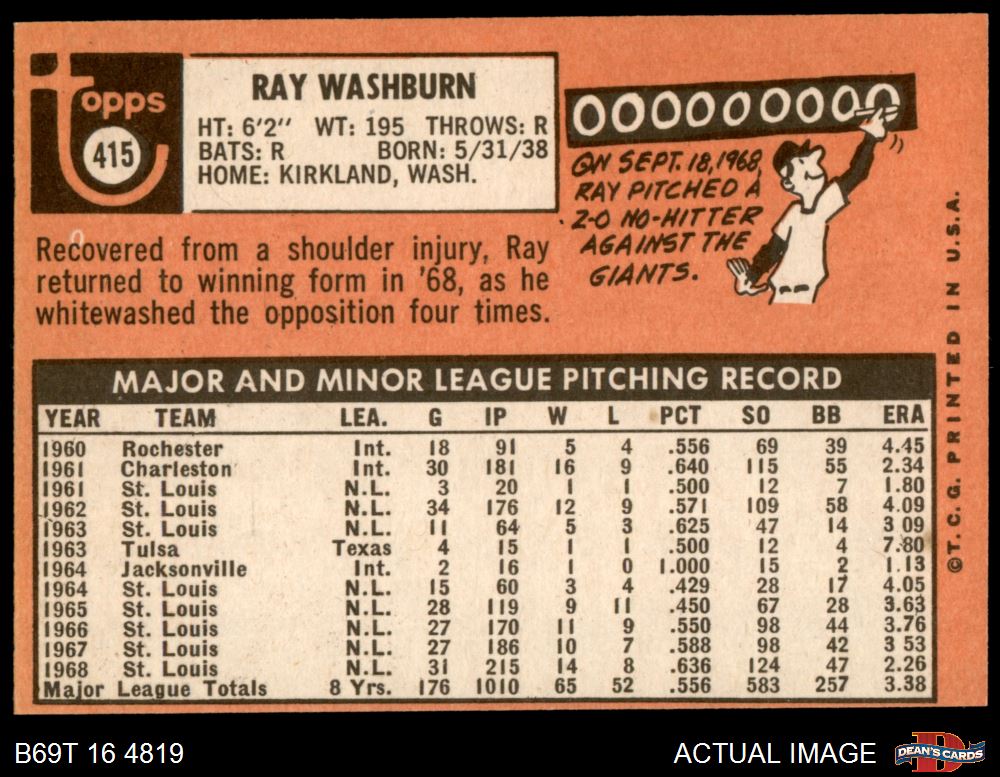 topps
415
RAY WASHBURN
HT: 6'2" WT: 195 THROWS: R
BATS: R BORN: 5/31/38
HOME: KIRKLAND, WASH.
Recovered from a shoulder injury, Ray
returned to winning form in '68, as he
whitewashed the opposition four times.
000000000
ON SEPT. 18, 1968,
RAY PITCHED A
2-0 NO-HITTER
AGAINST THE
GIANTS.
MAJOR AND MINOR LEAGUE PITCHING RECORD
YEAR TEAM LEA. G IP W L PCT SO BB ERA
1960 Rochester Int. 18 91 5 4 .556 69 39 4.45
1961 Charleston Int. 30 181 16 9 .640 115 55 2.34
1961 St. Louis N.L. 3 20 1 1 .500 12 7 1.80
1962 St. Louis N.L. 34 176 12 9 .571 109 58 4.09
1963 St. Louis N.L. 11 64 5 3 .625 47 14 3 09
1963 Tulsa Texas 4 15 1 1 .500 12 4 7.80
1964 Jacksonville Int. 2 16 1 0 1.000 15 2 1.13
1964 St. Louis N.L. 15 60 3 4 .429 28 17 4.05
1965 St. Louis N.L. 28 119 9 11 .450 67 28 3.63
1966 St. Louis N.L. 27 170 11 9 .550 98 44 3.76
1967 St. Louis N.L. 27 186 10 7 .588 98 42 3 53
1968 St. Louis N.L. 31 215 14 8 .636 124 47 2.26
Major League Totals 8 Yrs. 176 1010 65 52 .556 583 257 3.38
©T. C. G. PRINTED IN U.S.A.
B69T 16 4819
ACTUAL IMAGE
DEAN'S CARDS